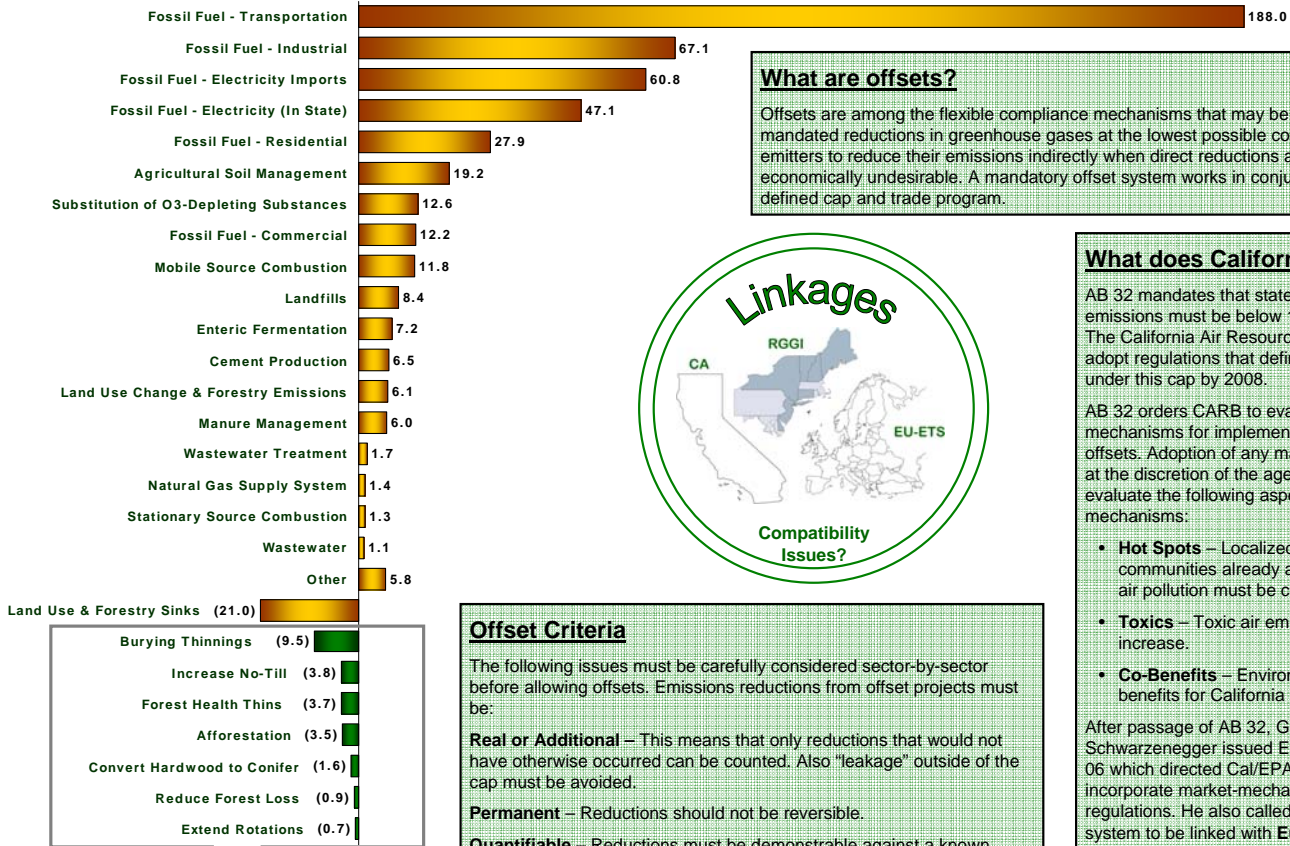 Fossil Fuel - Transportation 188.0
Fossil Fuel - Industrial 67.1
Fossil Fuel - Electricity Imports 60.8
Fossil Fuel - Electricity (In State) 47.1
Fossil Fuel - Residential 27.9
Agricultural Soil Management 19.2
Substitution of O3-Depleting Substances 12.6
Fossil Fuel - Commercial 12.2
Mobile Source Combustion 11.8
Landfills 8.4
Enteric Fermentation 7.2
Cement Production 6.5
Land Use Change & Forestry Emissions 6.1
Manure Management 6.0
Wastewater Treatment 1.7
Natural Gas Supply System 1.4
Stationary Source Combustion 1.3
Wastewater 1.1
Other 5.8
Land Use & Forestry Sinks (21.0)
Burying Thinnings (9.5)
Increase No-Till (3.8)
Forest Health Thins (3.7)
Afforestation (3.5)
Convert Hardwood to Conifer (1.6)
Reduce Forest Loss (0.9)
Extend Rotations (0.7)
What are offsets?
Offsets are among the flexible compliance mechanisms that may be
mandated reductions in greenhouse gases at the lowest possible co
emitters to reduce their emissions indirectly when direct reductions a
economically undesirable. A mandatory offset system works in conju
defined cap and trade program.
Linkages
RGGI
CA
EU-ETS
Compatibility
Issues?
What does Californ
AB 32 mandates that state
emissions must be below
The California Air Resourc
adopt regulations that defin
under this cap by 2008.
AB 32 orders CARB to eva
mechanisms for implemen
offsets. Adoption of any ma
at the discretion of the age
evaluate the following aspe
mechanisms:
• Hot Spots – Localized
communities already a
air pollution must be c
• Toxics – Toxic air em
increase.
• Co-Benefits – Environ
benefits for California
After passage of AB 32, G
Schwarzenegger issued E
06 which directed Cal/EPA
incorporate market-mecha
regulations. He also called
system to be linked with Eu
Offset Criteria
The following issues must be carefully considered sector-by-sector
before allowing offsets. Emissions reductions from offset projects must
be:
Real or Additional – This means that only reductions that would not
have otherwise occurred can be counted. Also “leakage” outside of the
cap must be avoided.
Permanent – Reductions should not be reversible.
Quantifiable – Reductions must be demonstrable against a known